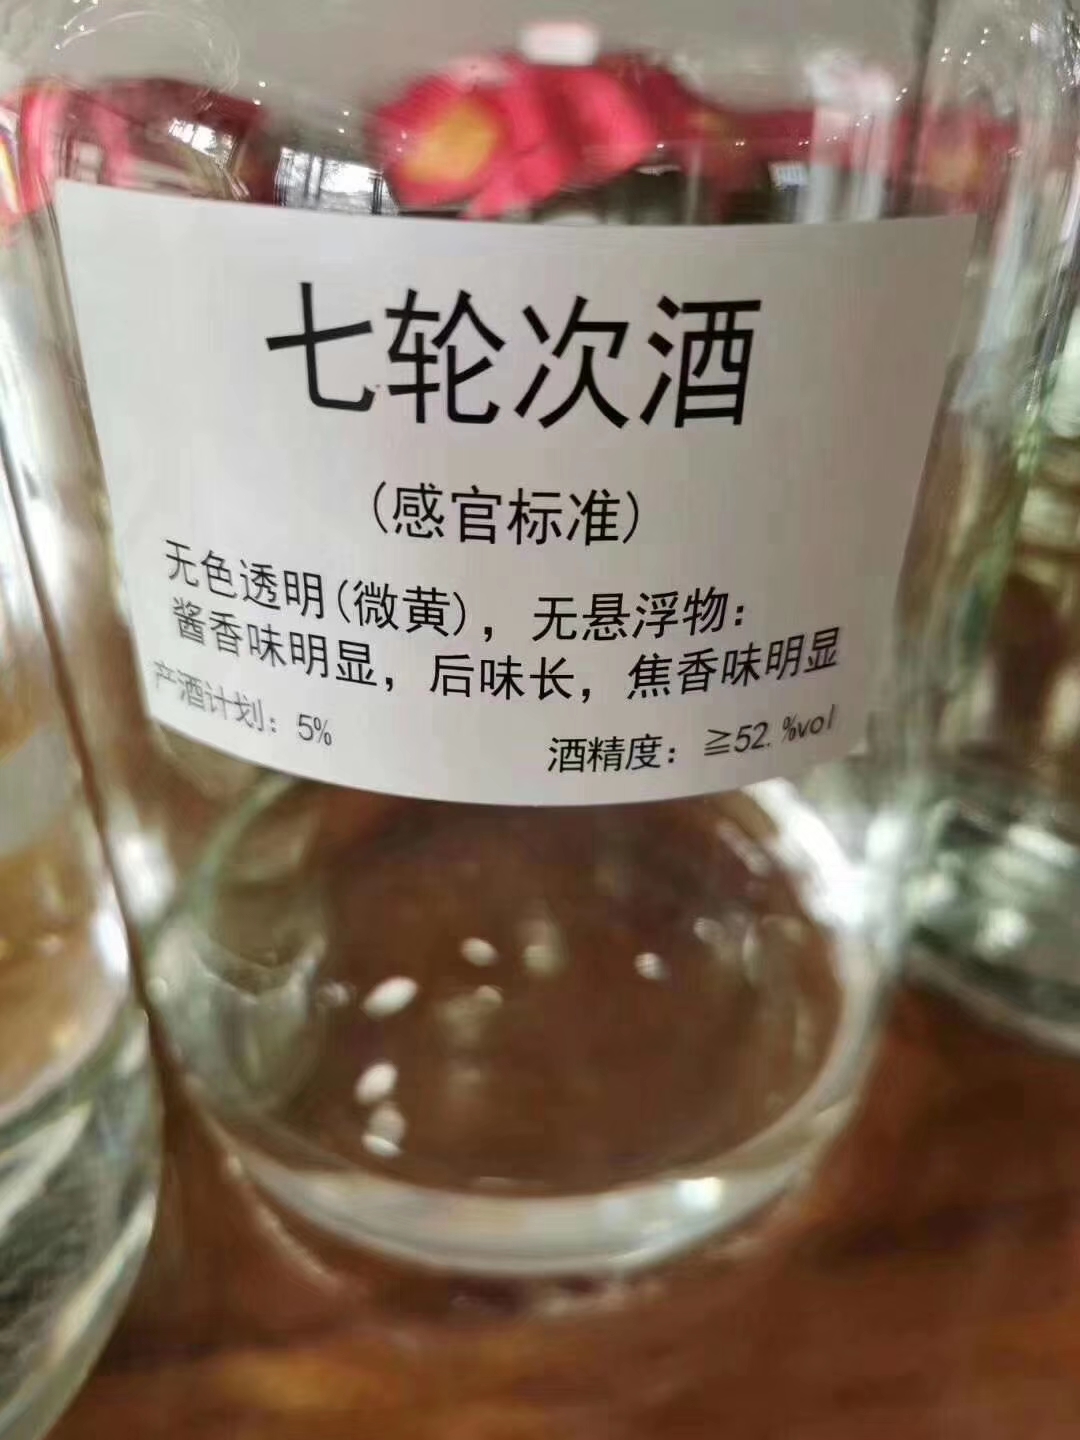 七轮次酒
(感官标准)
无色透明(微黄)，无悬浮物：
酱香味明显，后味长，焦香味明显
产酒计划：5%
酒精度：≧52.%vol